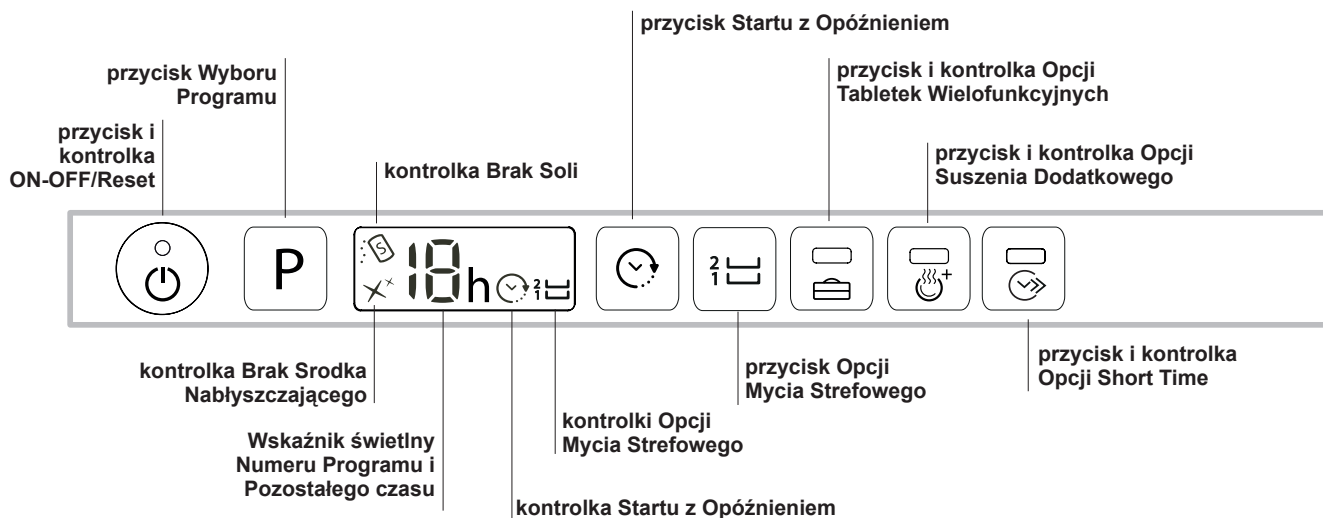 przycisk Startu z Opóźnieniem
przycisk Wyboru
Programu
przycisk i kontrolka Opcji
Tabletek Wielofunkcyjnych
przycisk i
kontrolka
ON-OFF/Reset
kontrolka Brak Soli
przycisk i kontrolka Opcji
Suszenia Dodatkowego
P
S
18h
2
1
2
1
+
kontrolka Brak Srodka
Nabłyszczającego
Wskaźnik świetlny
Numeru Programu i
Pozostałego czasu
kontrolka Startu z Opóźnieniem
kontrolki Opcji
Mycia Strefowego
przycisk Opcji
Mycia Strefowego
przycisk i kontrolka
Opcji Short Time